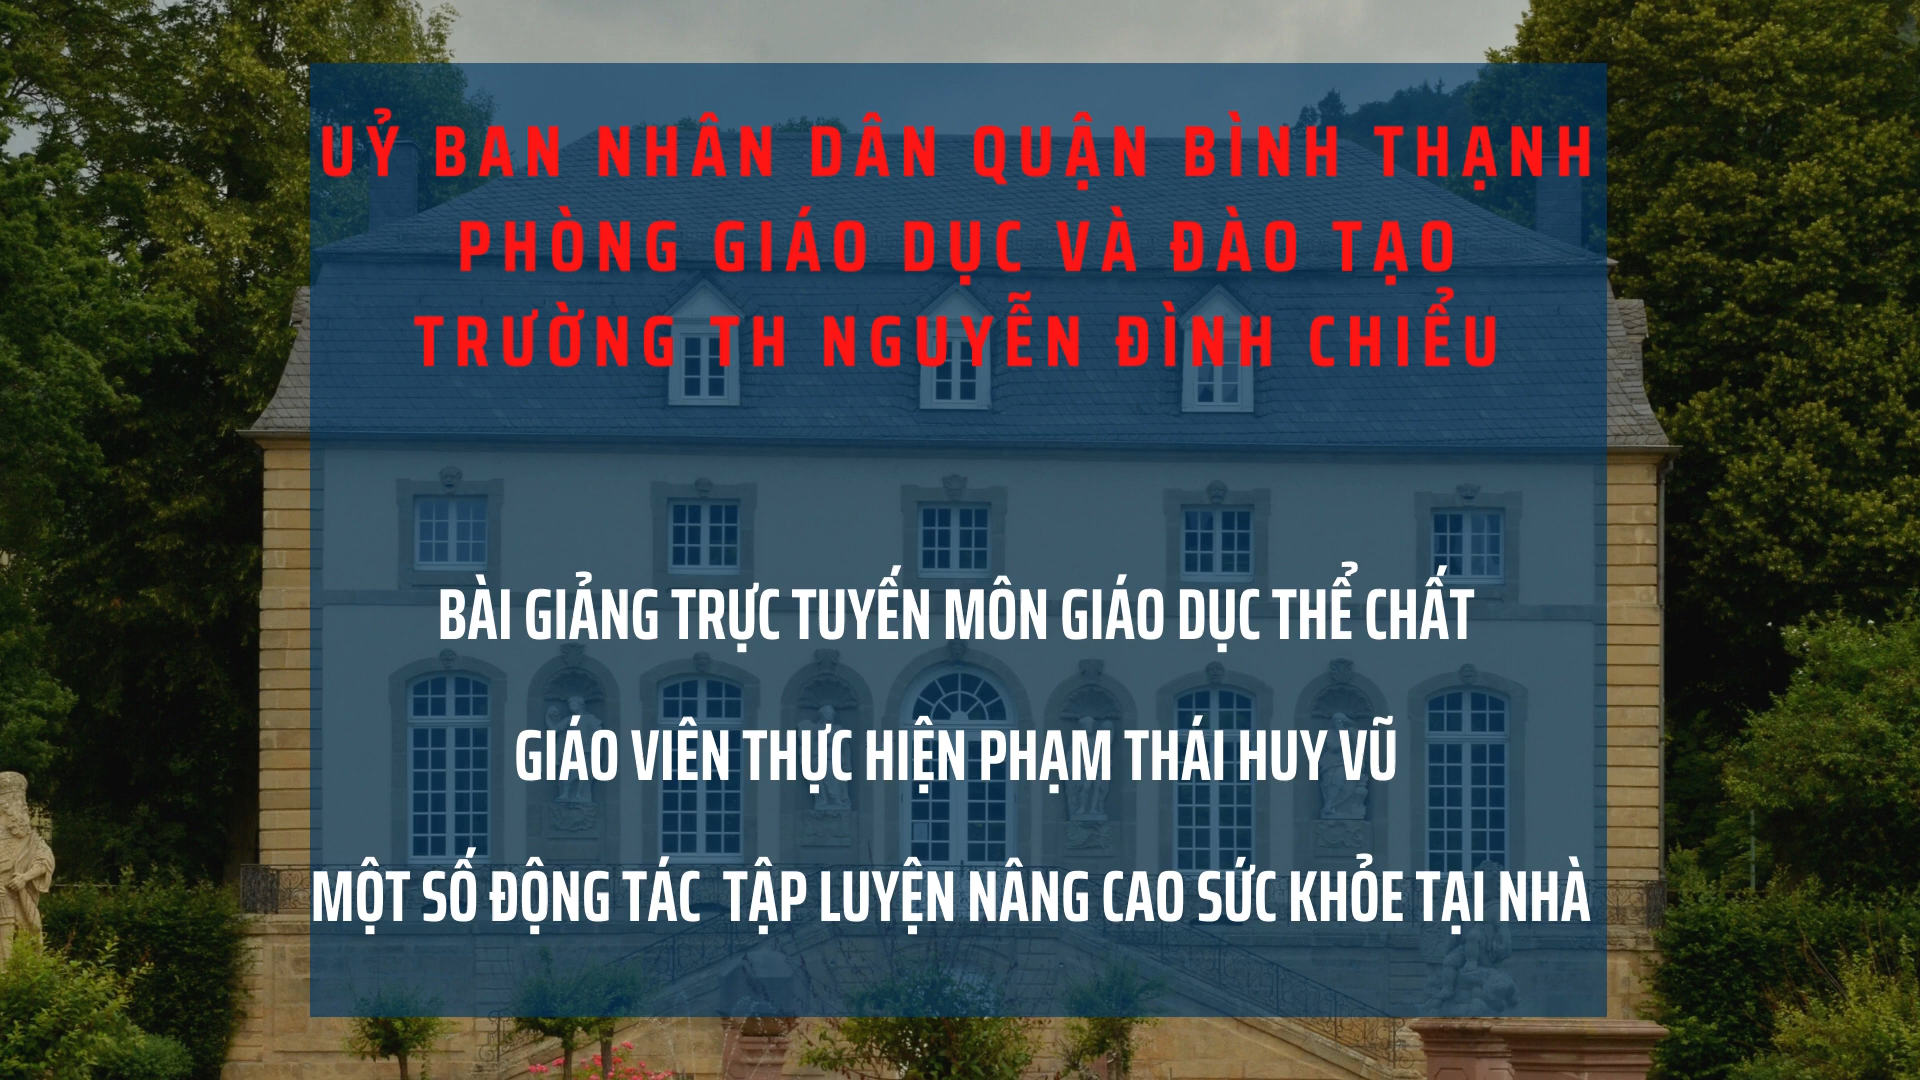 UỶ BAN NHÂN DÂN QUẬN BÌNH THẠNH
PHÒNG GIÁO DỤC VÀ ĐÀO TẠO
TRƯỜNG TH NGUYỄN ĐÌNH CHIỂU
BÀI GIẢNG TRỰC TUYẾN MÔN GIÁO DỤC THỂ CHẤT
GIÁO VIÊN THỰC HIỆN PHẠM THÁI HUY VŨ
MỘT SỐ ĐỘNG TÁC TẬP LUYỆN NÂNG CAO SỨC KHỎE TẠI NHÀ